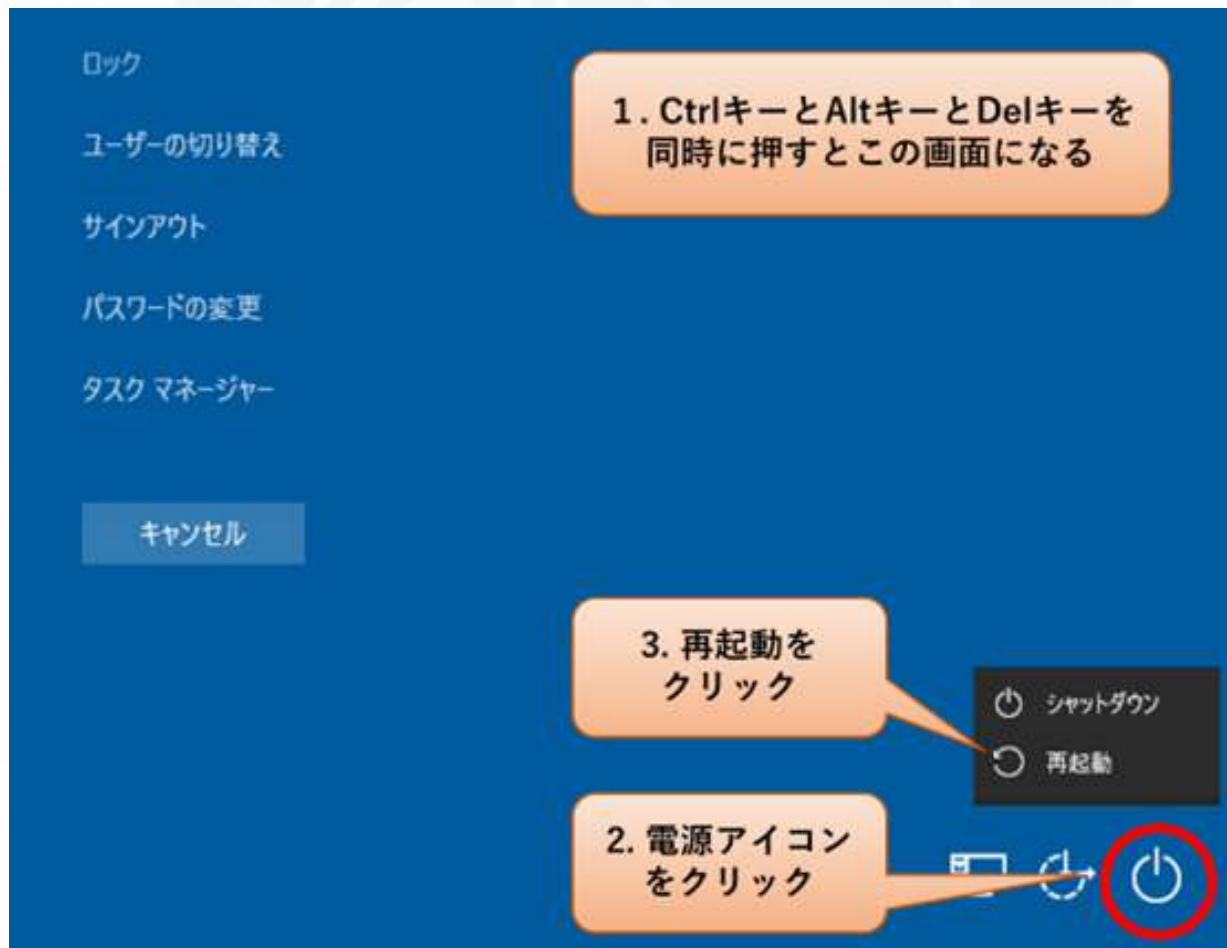 ロック
ユーザーの切り替え
サインアウト
パスワードの変更
タスク マネージャー
キャンセル
1. CtrlキーとAltキーとDelキーを
同時に押すとこの画面になる
3. 再起動を
クリック
シャットダウン
再起動
2. 電源アイコン
をクリック